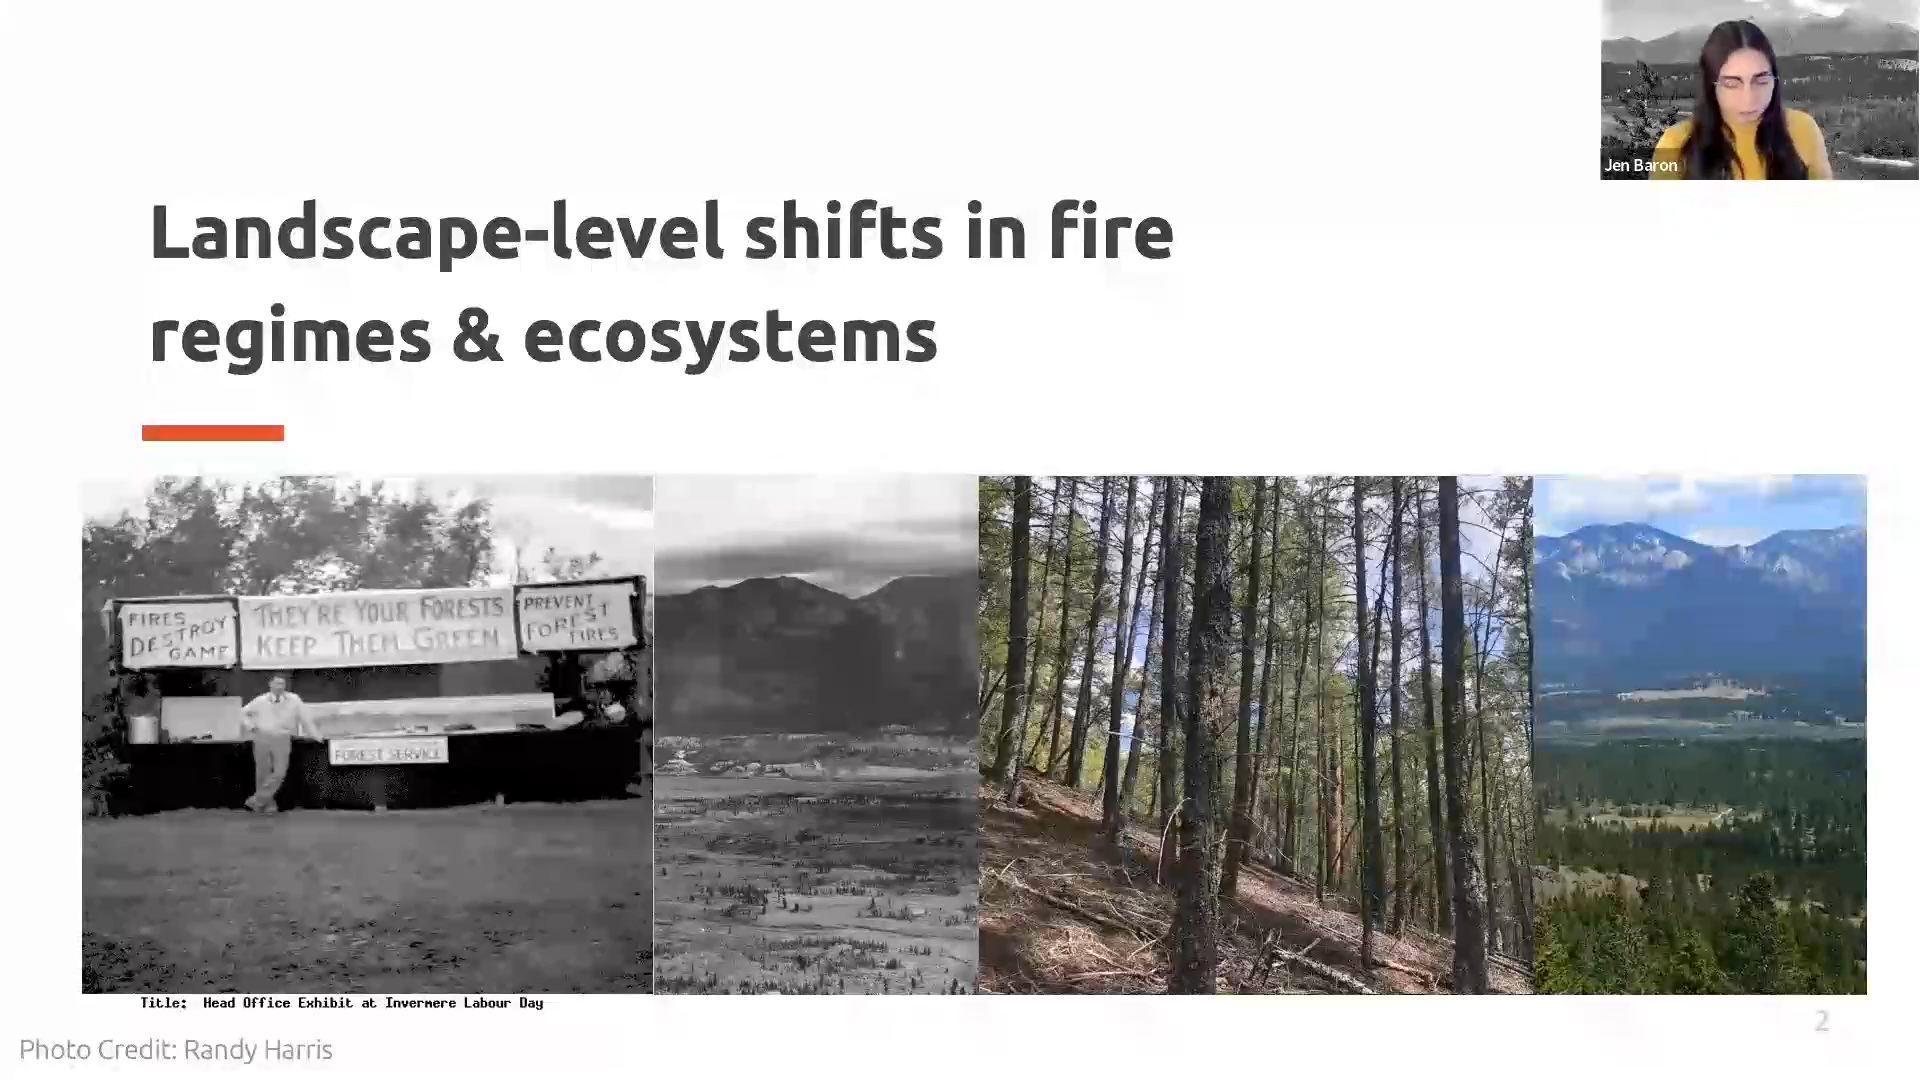 Jen Baron
Landscape-level shifts in fire
regimes & ecosystems
FIRES
DESTROY
GAME
THEY'RE YOUR FORESTS
KEEP THEM GREEN
PREVENT
FOREST
FIRES
FOREST SERVICE
Title: Head Office Exhibit at Invermere Labour Day
2
Photo Credit: Randy Harris